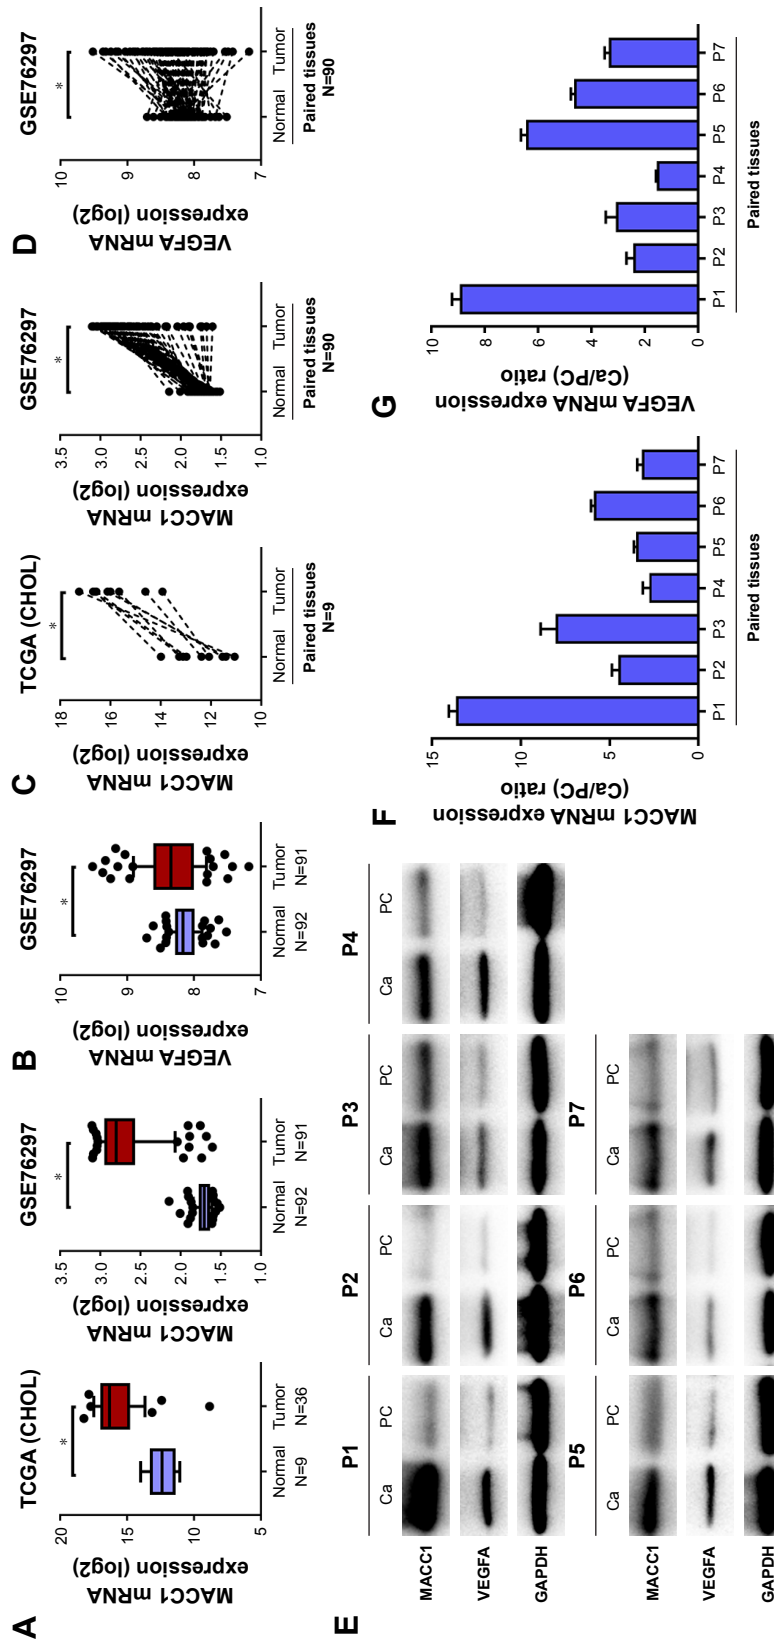 A
TCGA (CHOL)
*
MACC1 mRNA
expression (log2)
20
15
10
5
Normal
N=9
Tumor
N=36
GSE76297
*
MACC1 mRNA
expression (log2)
3.5
3.0
2.5
2.0
1.5
1.0
Normal
N=92
Tumor
N=91
B
GSE76297
*
VEGFA mRNA
expression (log2)
10
9
8
7
Normal
N=92
Tumor
N=91
C
TCGA (CHOL)
*
MACC1 mRNA
expression (log2)
18
16
14
12
10
Normal Tumor
Paired tissues
N=9
GSE76297
*
MACC1 mRNA
expression (log2)
3.5
3.0
2.5
2.0
1.5
1.0
Normal Tumor
Paired tissues
N=90
D
GSE76297
*
VEGFA mRNA
expression (log2)
10
9
8
7
Normal Tumor
Paired tissues
N=90
E
P1 P2 P3 P4
Ca PC Ca PC Ca PC Ca PC
MACC1
VEGFA
GAPDH
P5 P6 P7
Ca PC Ca PC Ca PC
MACC1
VEGFA
GAPDH
F
MACC1 mRNA expression
(Ca/PC) ratio
15
10
5
0
P1 P2 P3 P4 P5 P6 P7
Paired tissues
G
VEGFA mRNA expression
(Ca/PC) ratio
10
8
6
4
2
0
P1 P2 P3 P4 P5 P6 P7
Paired tissues